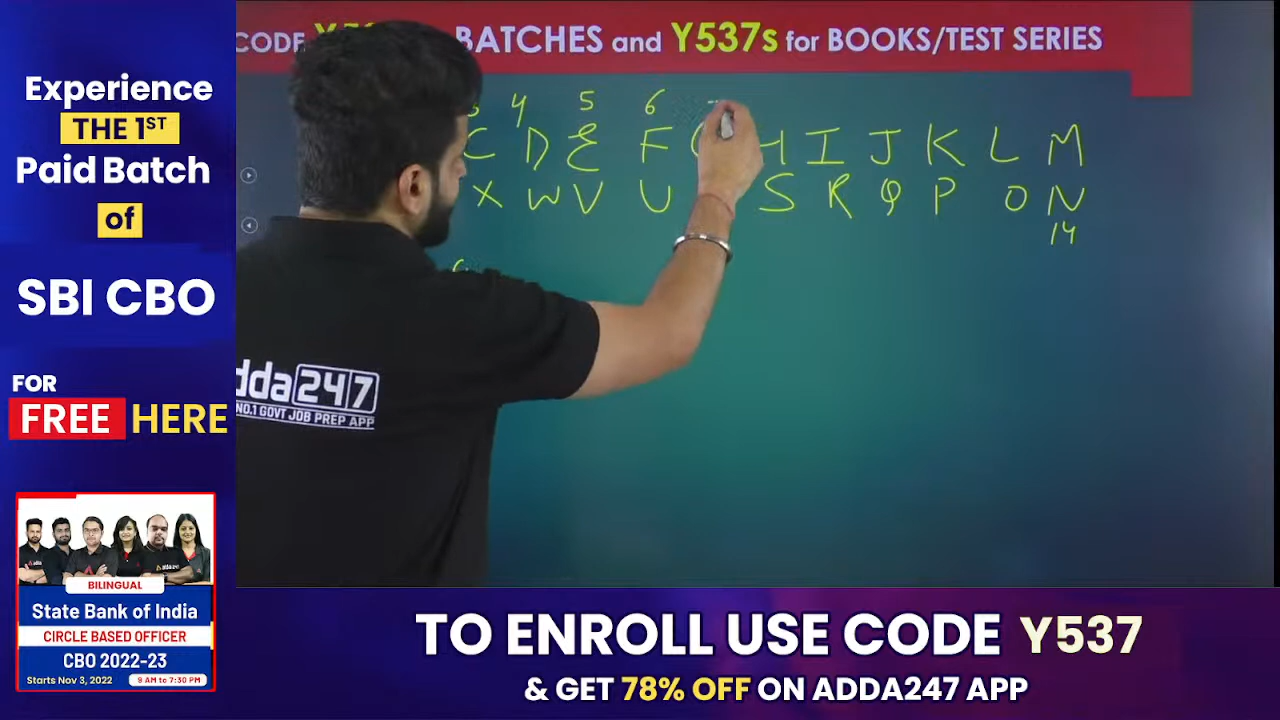 CODE Y537 BATCHES and Y537s for BOOKS/TEST SERIES
Experience
THE 1ST
Paid Batch
of
SBI CBO
FOR
FREE HERE
3 4 5 6
C D E F H I J K L M
X W V U S R Q P O N
14
dda247
NO.1 GOVT JOB PREP APP
BILINGUAL
State Bank of India
CIRCLE BASED OFFICER
CBO 2022-23
Starts Nov 3, 2022 9 AM to 7:30 PM
TO ENROLL USE CODE Y537
& GET 78% OFF ON ADDA247 APP